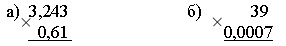 а) 3,243    б) 39
× 0,61    × 0,0007